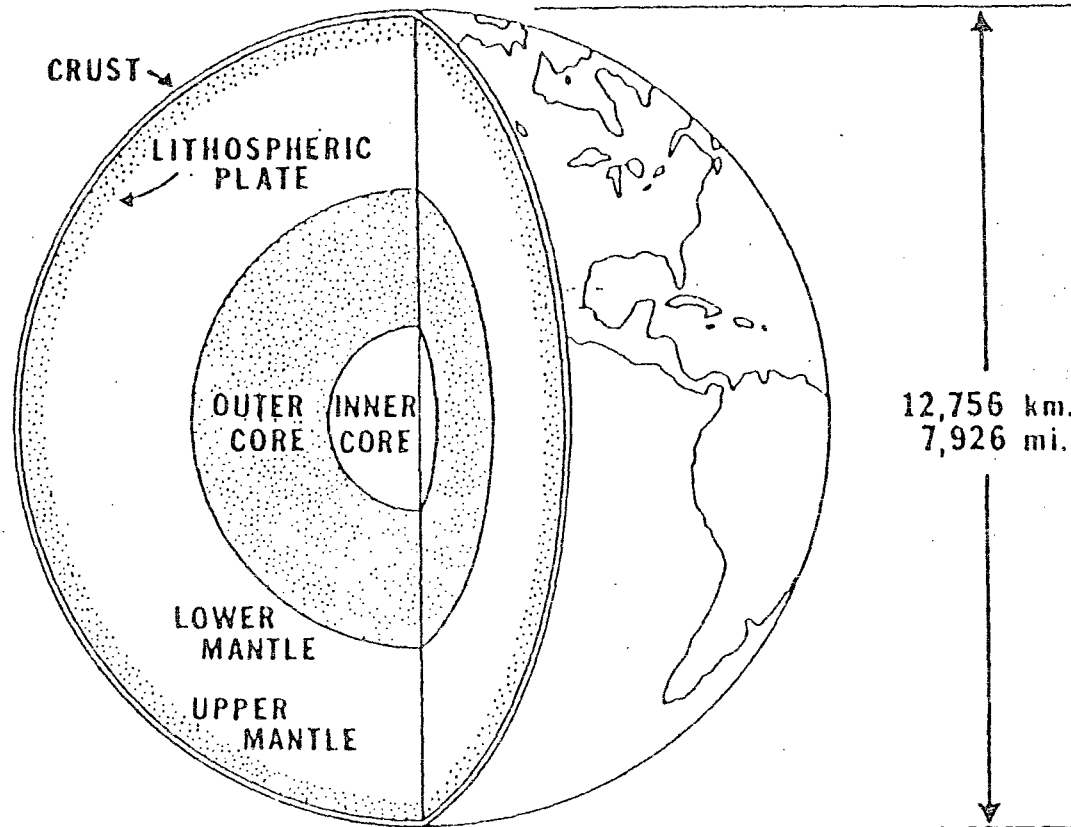 CRUST
LITHOSPHERIC
PLATE
OUTER
CORE
INNER
CORE
12,756 km.
7,926 mi.
LOWER
MANTLE
UPPER
MANTLE